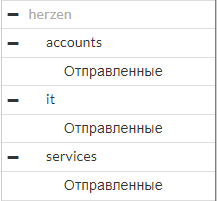 herzen
accounts
Отправленные
it
Отправленные
services
Отправленные